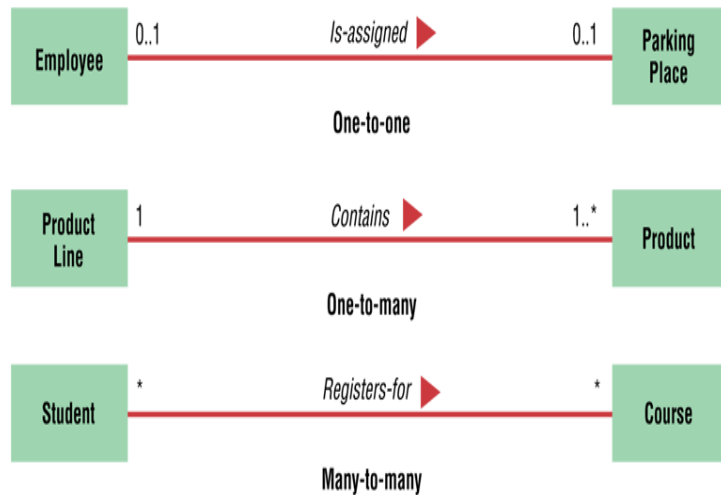 Employee
0..1
Is-assigned
0..1
Parking
Place
One-to-one
Product
Line
1
Contains
1..*
Product
One-to-many
Student
*
Registers-for
*
Course
Many-to-many